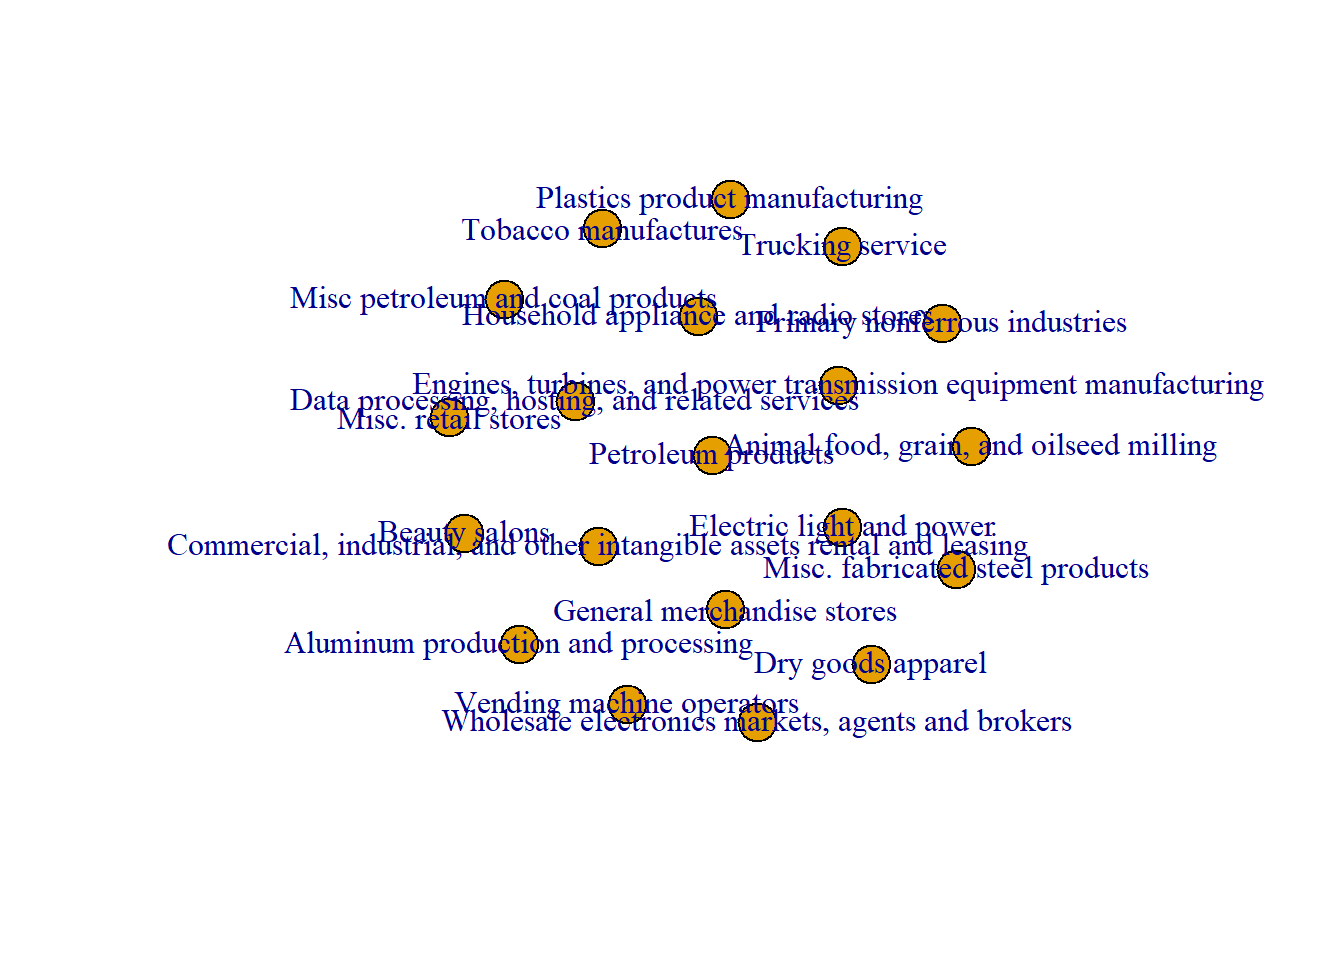 Plastics product manufacturing
Tobacco manufactures
Trucking service
Misc petroleum and coal products
Household appliance and radio stores
Primary nonferrous industries
Engines, turbines, and power transmission equipment manufacturing
Data processing, hosting, and related services
Misc. retail stores
Animal food, grain, and oilseed milling
Petroleum products
Electric light and power
Beauty salons
Commercial, industrial, and other intangible assets rental and leasing
Misc. fabricated steel products
General merchandise stores
Aluminum production and processing
Dry goods apparel
Vending machine operators
Wholesale electronics markets, agents and brokers